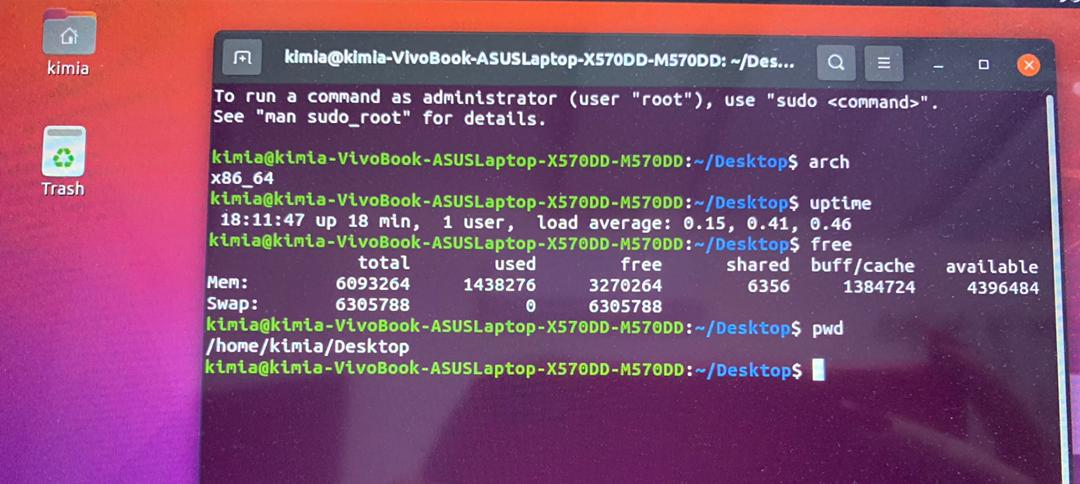 kimia
Trash
kimia@kimia-VivoBook-ASUSLaptop-X570DD-M570DD: ~/Des...
To run a command as administrator (user "root"), use "sudo <command>".
See "man sudo_root" for details.
kimia@kimia-VivoBook-ASUSLaptop-X570DD-M570DD:~/Desktop$ arch
x86_64
kimia@kimia-VivoBook-ASUSLaptop-X570DD-M570DD:~/Desktop$ uptime
18:11:47 up 18 min,  1 user,  load average: 0.15, 0.41, 0.46
kimia@kimia-VivoBook-ASUSLaptop-X570DD-M570DD:~/Desktop$ free
total used free shared buff/cache available
Mem: 6093264 1438276 3270264 6356 1384724 4396484
Swap: 6305788 0 6305788
kimia@kimia-VivoBook-ASUSLaptop-X570DD-M570DD:~/Desktop$ pwd
/home/kimia/Desktop
kimia@kimia-VivoBook-ASUSLaptop-X570DD-M570DD:~/Desktop$